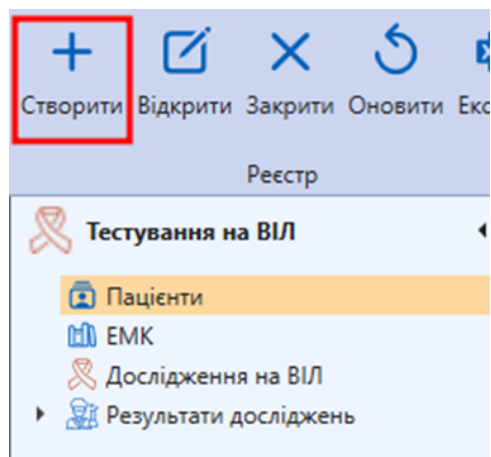 Створити Відкрити Закрити Оновити
Реєстр
Тестування на ВІЛ
Пацієнти
ЕМК
Дослідження на ВІЛ
Результати досліджень